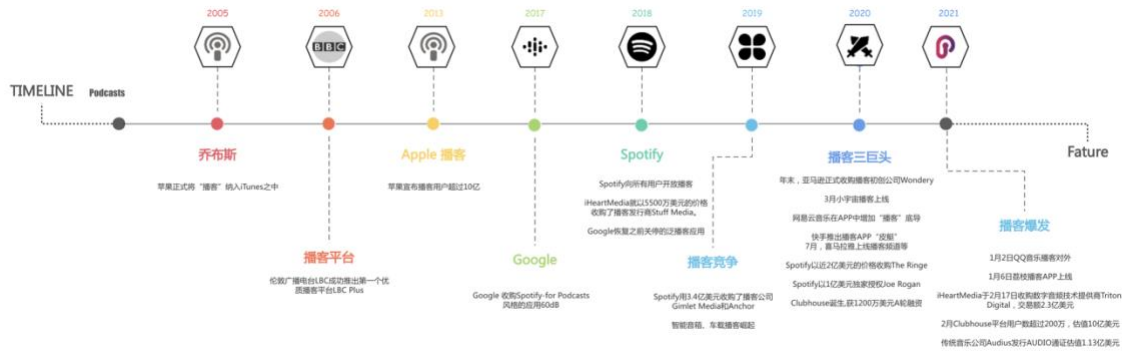 2005
2006
2013
2017
2018
2019
2020
2021
BBC
TIMELINE Podcasts
Fature
乔布斯
苹果正式将“播客”纳入iTunes之中
播客平台
伦敦广播电台LBC成功推出第一个优
质播客平台LBC Plus
Apple 播客
苹果宣布播客用户超过10亿
Google
Google 收购Spotify-for Podcasts
风格的应用60dB
Spotify
Spotify向所有用户开放播客
iHeartMedia就以5500万美元的价格
收购了播客发行商Stuff Media。
Google恢复之前关停的泛播客应用
播客竞争
Spotify用3.4亿美元收购了播客公司
Gimlet Media和Anchor
智能音箱、车载播客崛起
播客三巨头
年末，亚马逊正式收购播客初创公司Wondery
3月小宇宙播客上线
网易云音乐在APP中增加“播客”底导
快手推出播客APP“皮艇”
7月，喜马拉雅上线播客频道等
Spotify以近2亿美元的价格收购The Ringe
Spotify以1亿美元独家授权Joe Rogan
Clubhouse诞生,获1200万美元A轮融资
播客爆发
1月2日QQ音乐播客对外
1月6日荔枝播客APP上线
iHeartMedia于2月17日收购数字音频技术提供商Triton
Digital，交易额2.3亿美元
2月Clubhouse平台用户数超过200万，估值10亿美元
传统音乐公司Audius发行AUDIO通证估值1.13亿美元